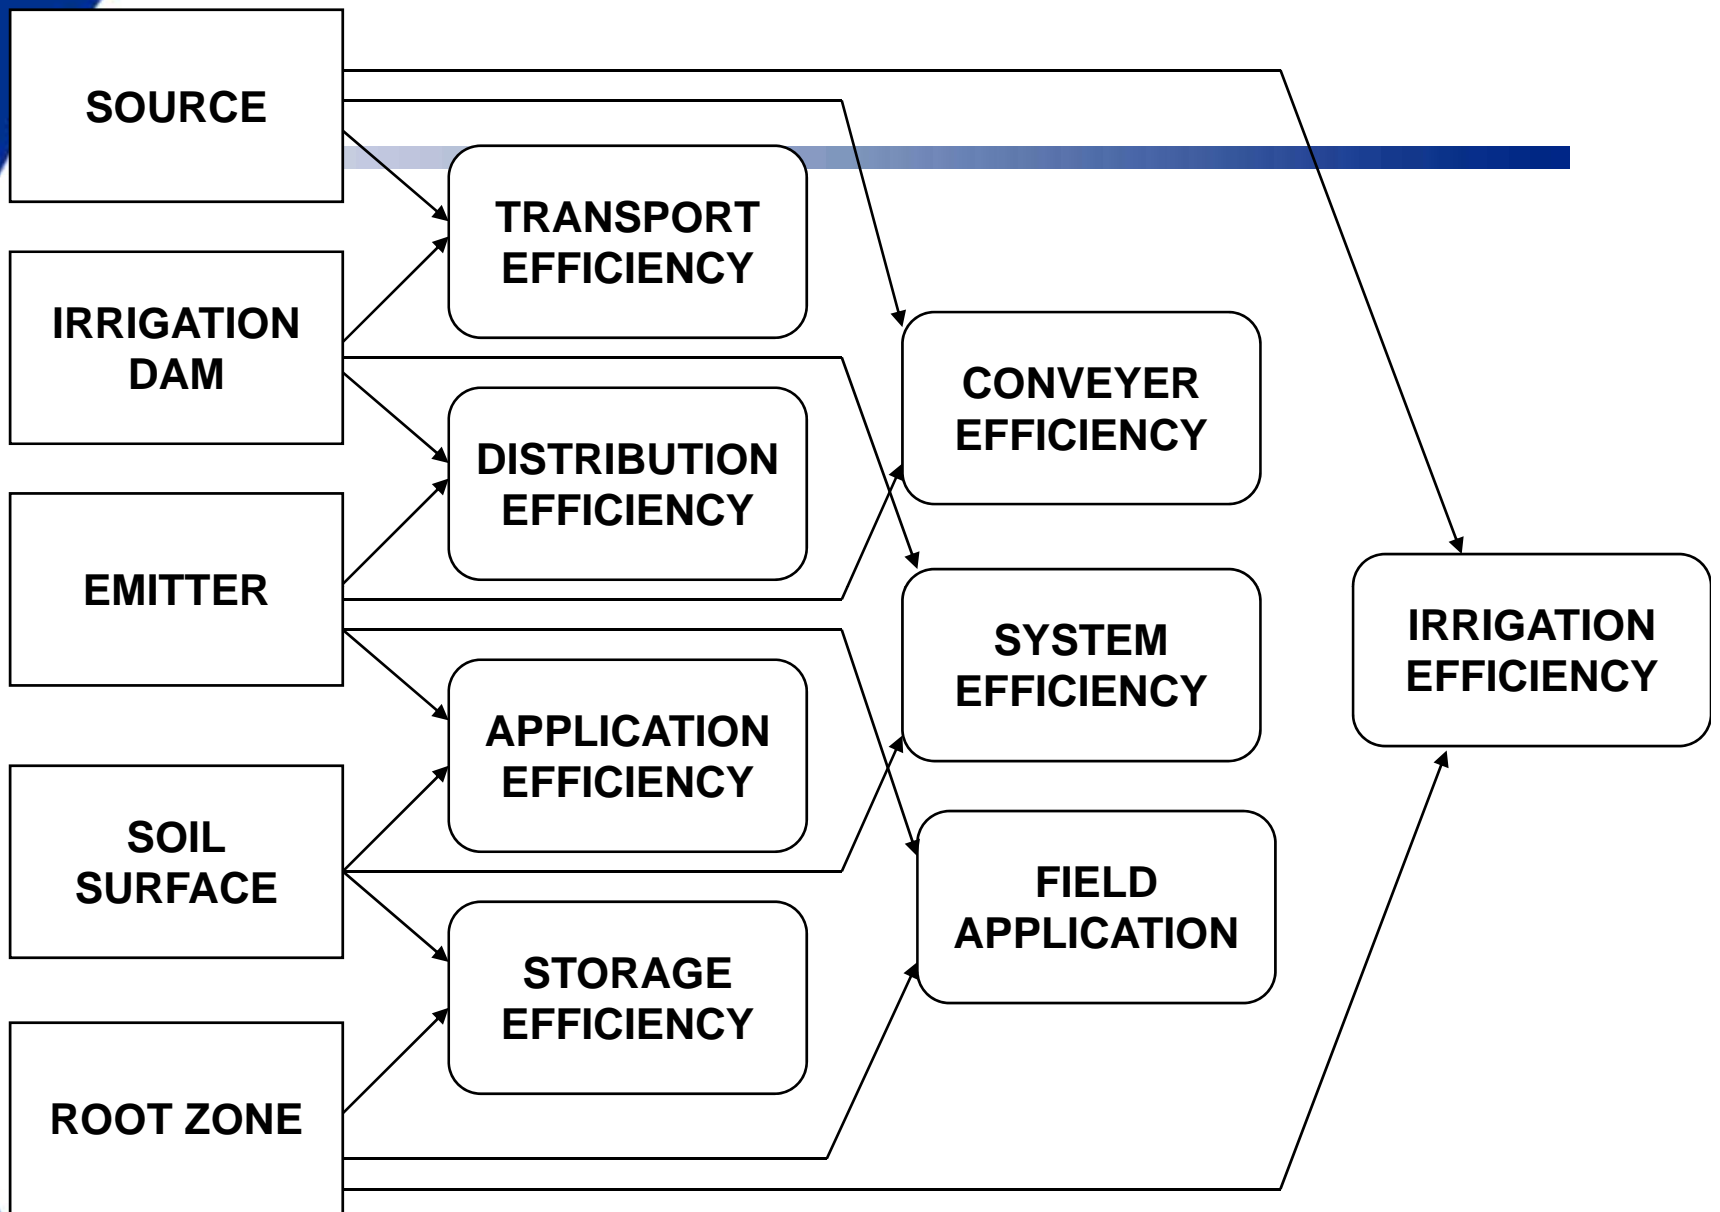 SOURCE
TRANSPORT
EFFICIENCY
IRRIGATION
DAM
CONVEYER
EFFICIENCY
DISTRIBUTION
EFFICIENCY
EMITTER
SYSTEM
EFFICIENCY
IRRIGATION
EFFICIENCY
APPLICATION
EFFICIENCY
SOIL
SURFACE
FIELD
APPLICATION
STORAGE
EFFICIENCY
ROOT ZONE